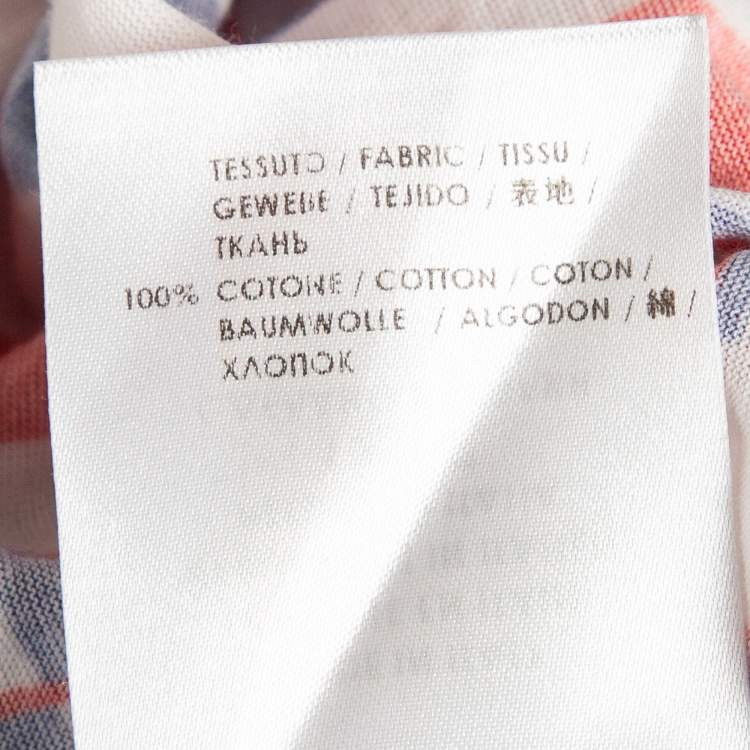 TESSUTO / FABRIC / TISSU /
GEWEBE / TEJIDO / 表地 /
ТКАНЬ
100% COTONE / COTTON / COTON /
BAUMWOLLE / ALGODON / 綿 /
ХЛОПОК